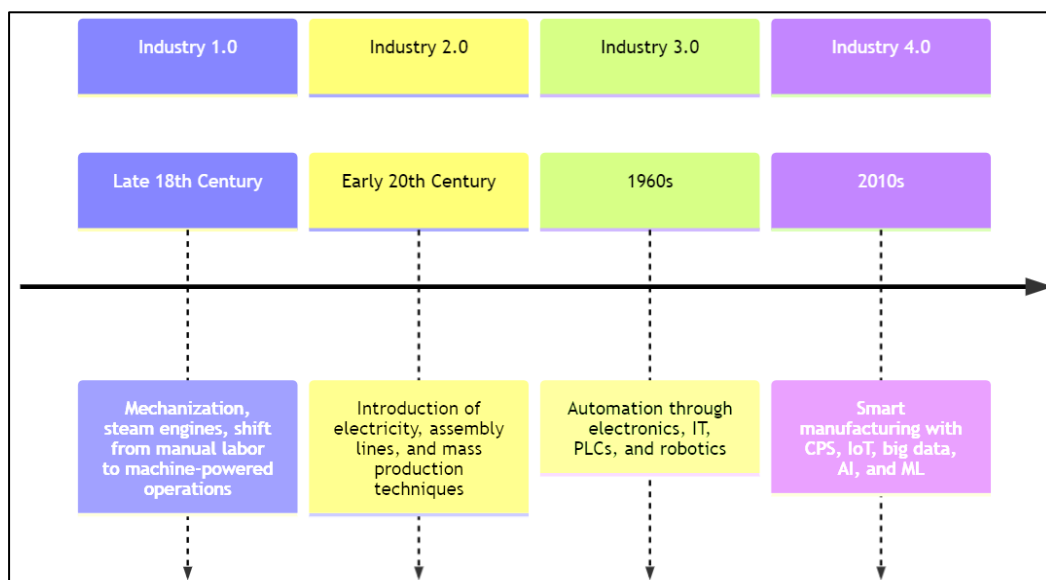 Industry 1.0
Industry 2.0
Industry 3.0
Industry 4.0
Late 18th Century
Early 20th Century
1960s
2010s
Mechanization,
steam engines, shift
from manual labor
to machine-powered
operations
Introduction of
electricity, assembly
lines, and mass
production
techniques
Automation through
electronics, IT,
PLCs, and robotics
Smart
manufacturing with
CPS, IoT, big data,
AI, and ML